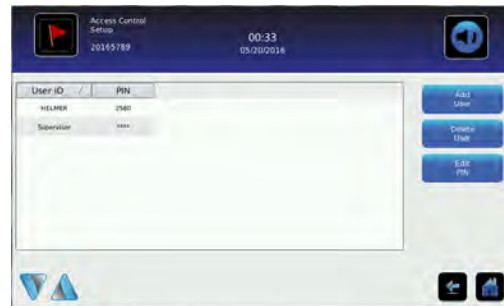 Access Control
Setup
20165789
00:33
05/20/2016
User ID / PIN
HELMER 2560
Supervisor ****
Add
User
Delete
User
Edit
PIN